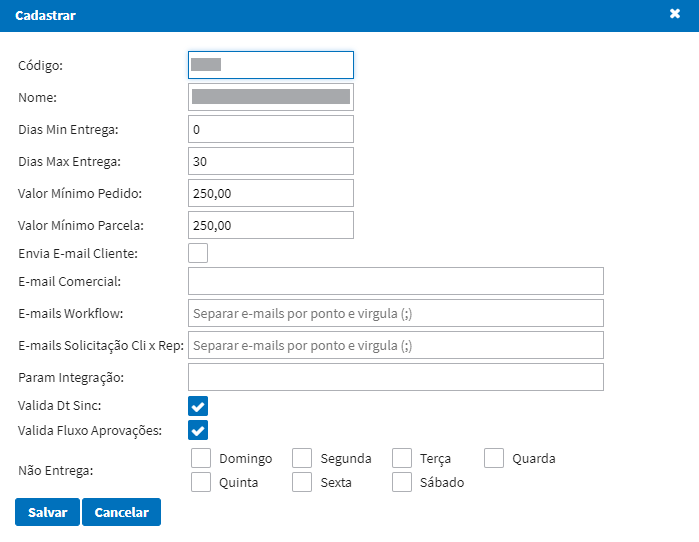 Cadastrar
Código:
Nome:
Dias Min Entrega: 0
Dias Max Entrega: 30
Valor Mínimo Pedido: 250,00
Valor Mínimo Parcela: 250,00
Envia E-mail Cliente:
E-mail Comercial:
E-mails Workflow: Separar e-mails por ponto e virgula (;)
E-mails Solicitação Cli x Rep: Separar e-mails por ponto e virgula (;)
Param Integração:
Valida Dt Sinc:
Valida Fluxo Aprovações:
Não Entrega:
Domingo Segunda Terça Quarda
Quinta Sexta Sábado
Salvar Cancelar